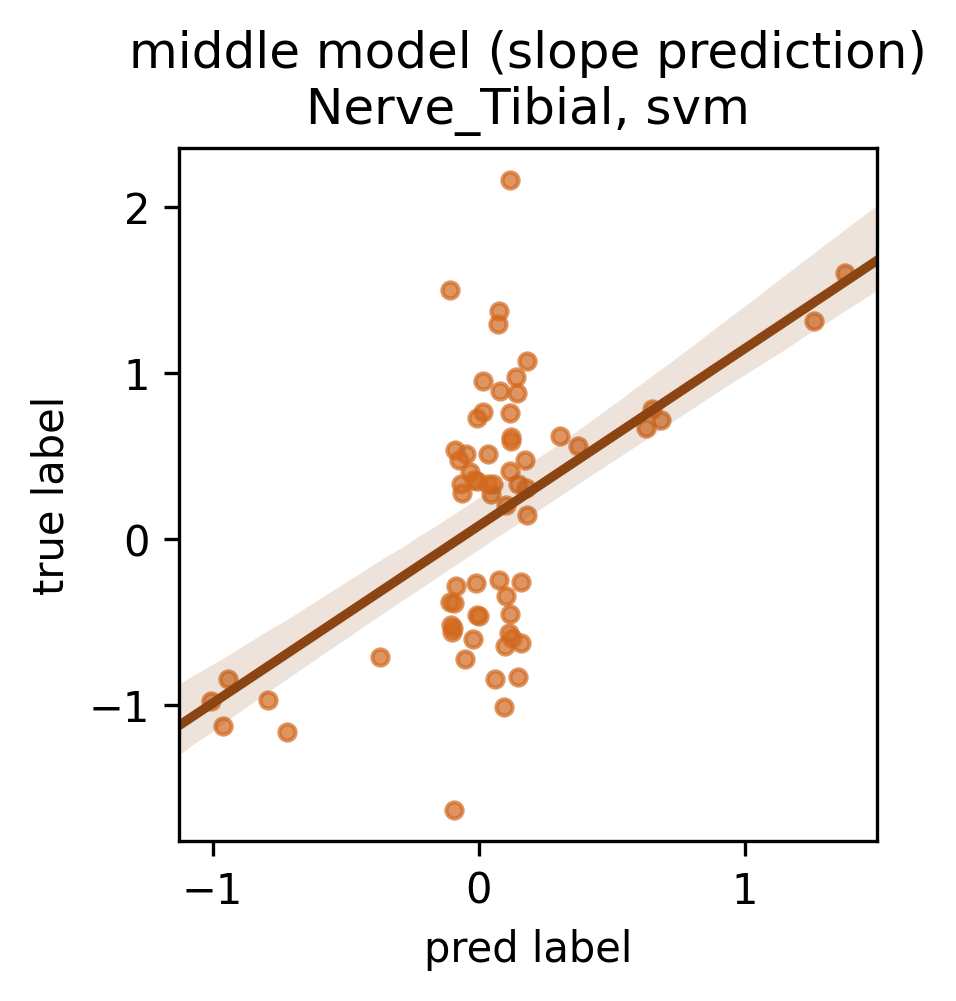 middle model (slope prediction)
Nerve_Tibial, svm
2
1
0
−1
true label
−1
0
1
pred label